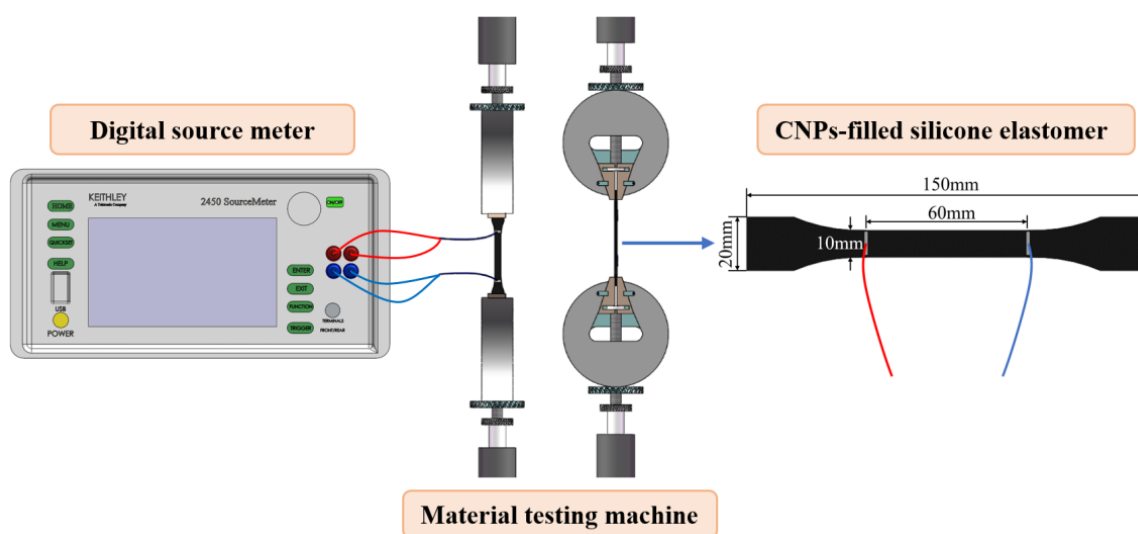 Digital source meter
CNPs-filled silicone elastomer
KEITHLEY
A Tektronix Company
2450 SourceMeter
ON/OFF
HOME
MENU
QUICKSET
HELP
USB
POWER
ENTER
EXIT
FUNCTION
TRIGGER
TERMINALS
FRONT/REAR
150mm
60mm
10mm
20mm
Material testing machine